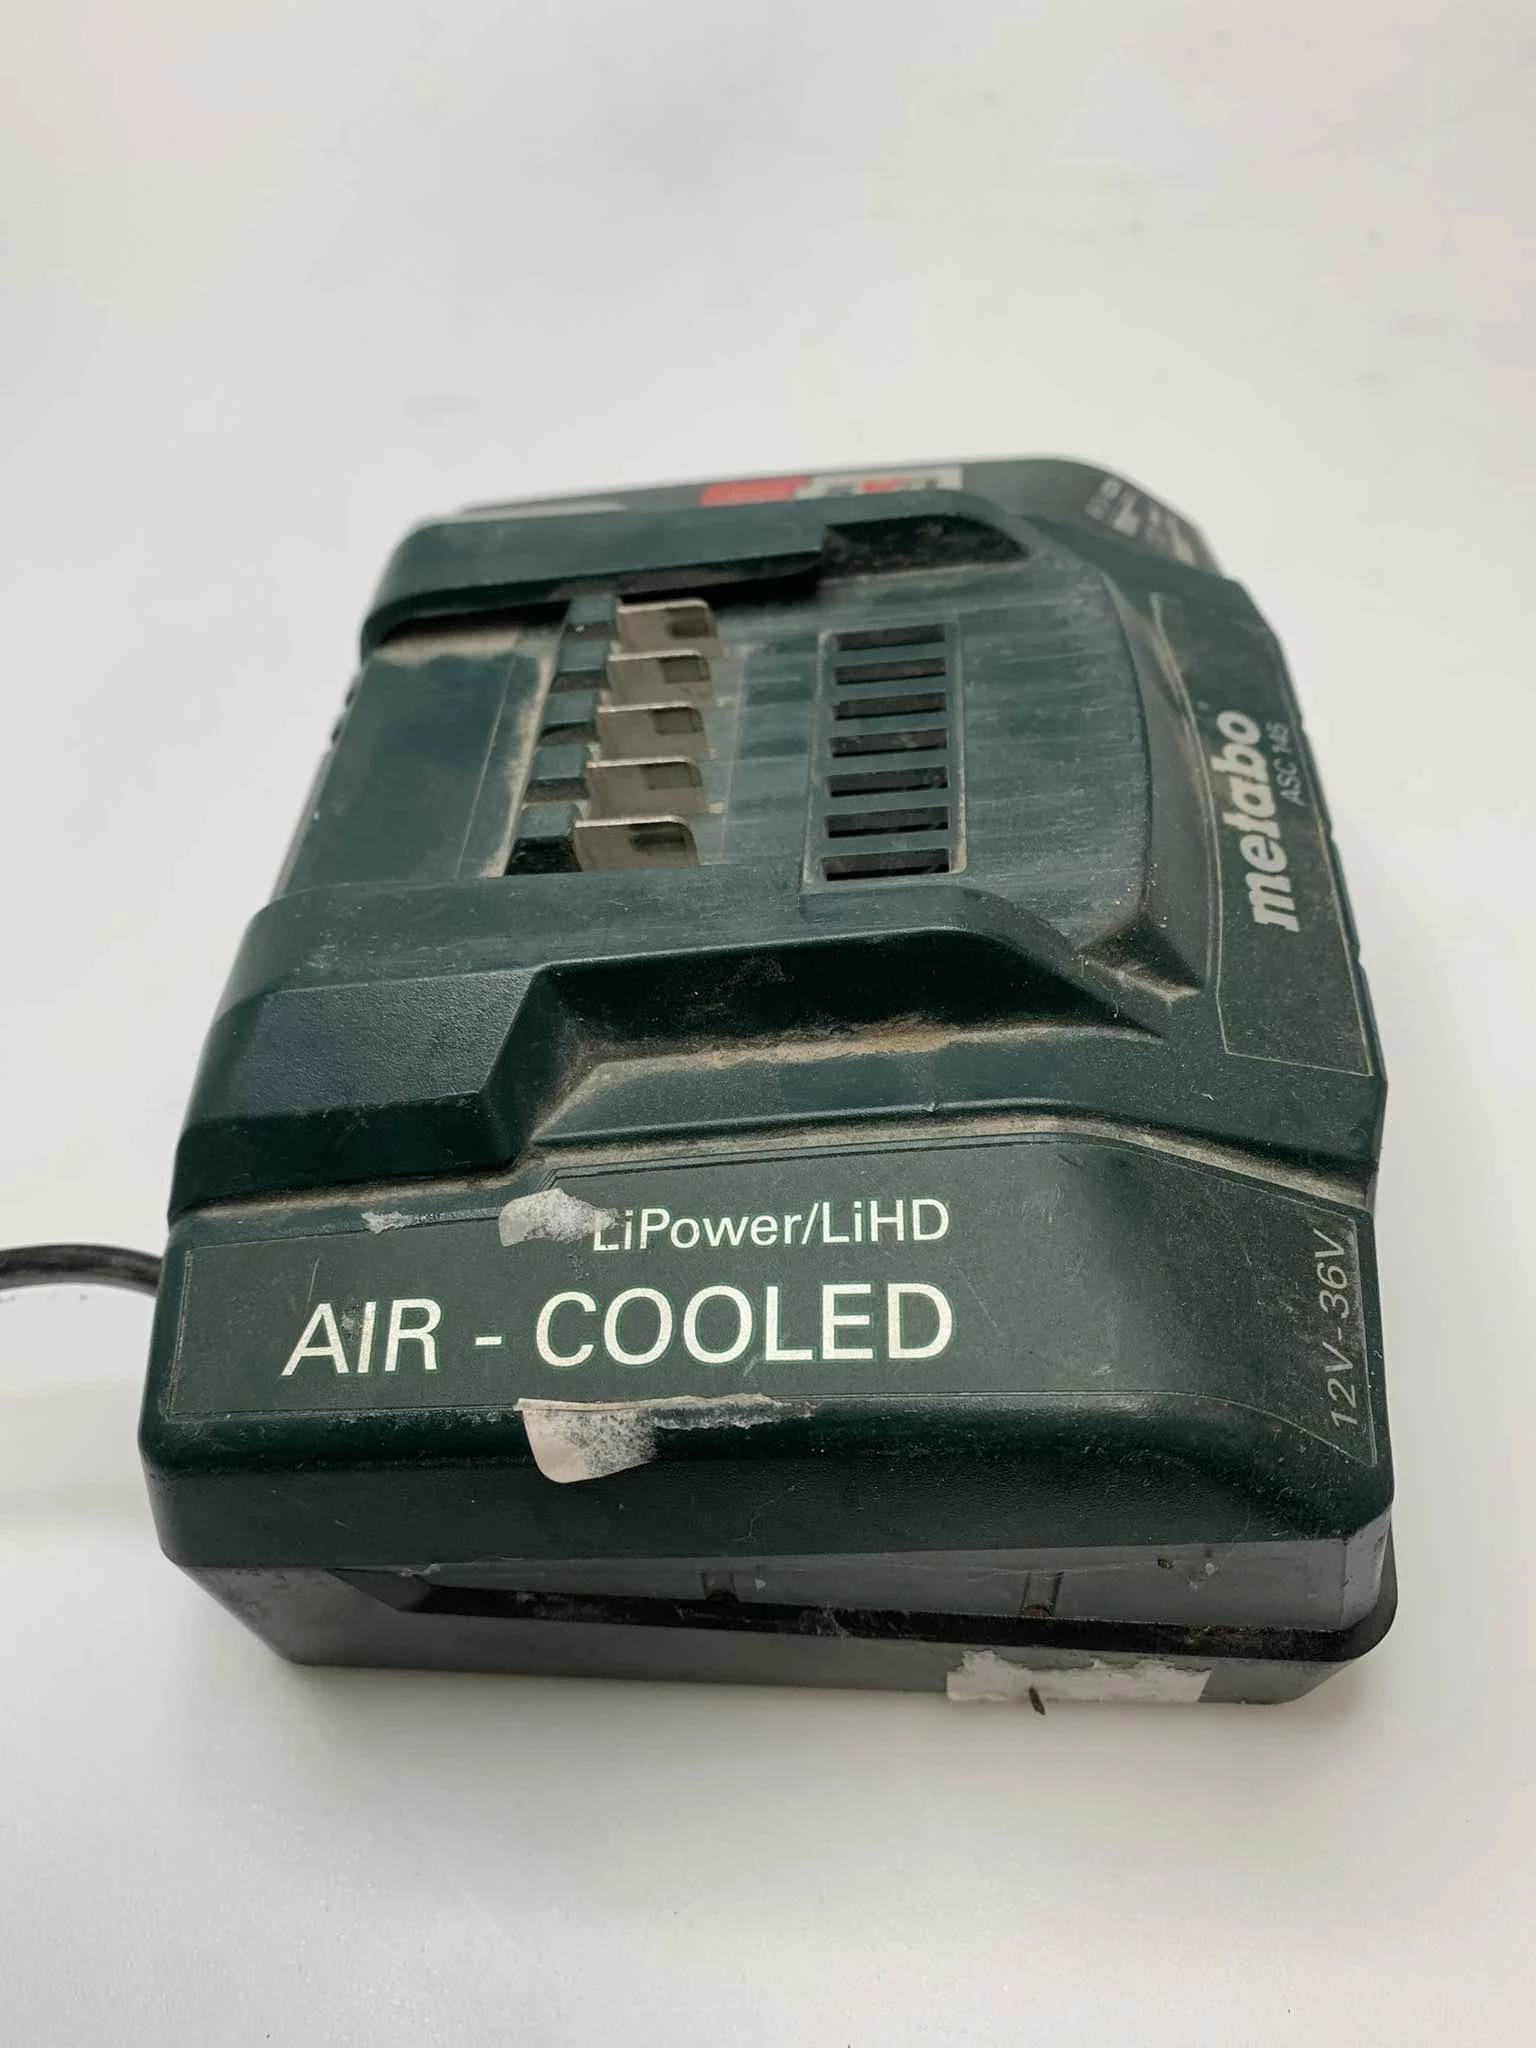 metabo
ASC 145
LiPower/LiHD
AIR - COOLED
12V-36V